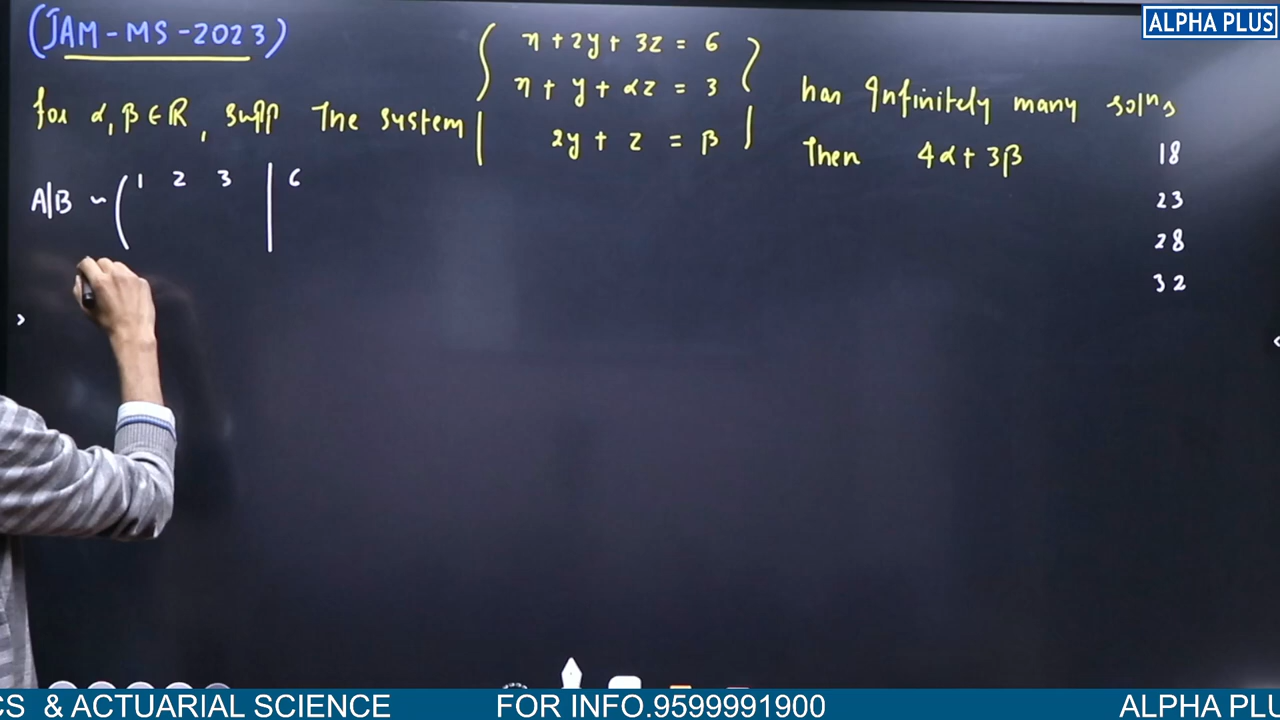 ALPHA PLUS
(JAM-MS-2023)
x + 2y + 3z = 6
x + y + αz = 3
2y + z = β
for α, β ∈ R, supp The system
has Infinitely many solns
Then 4α + 3β
18
23
28
32
A|B ~ ( 1 2 3 | 6
CS & ACTUARIAL SCIENCE FOR INFO.9599991900 ALPHA PLU